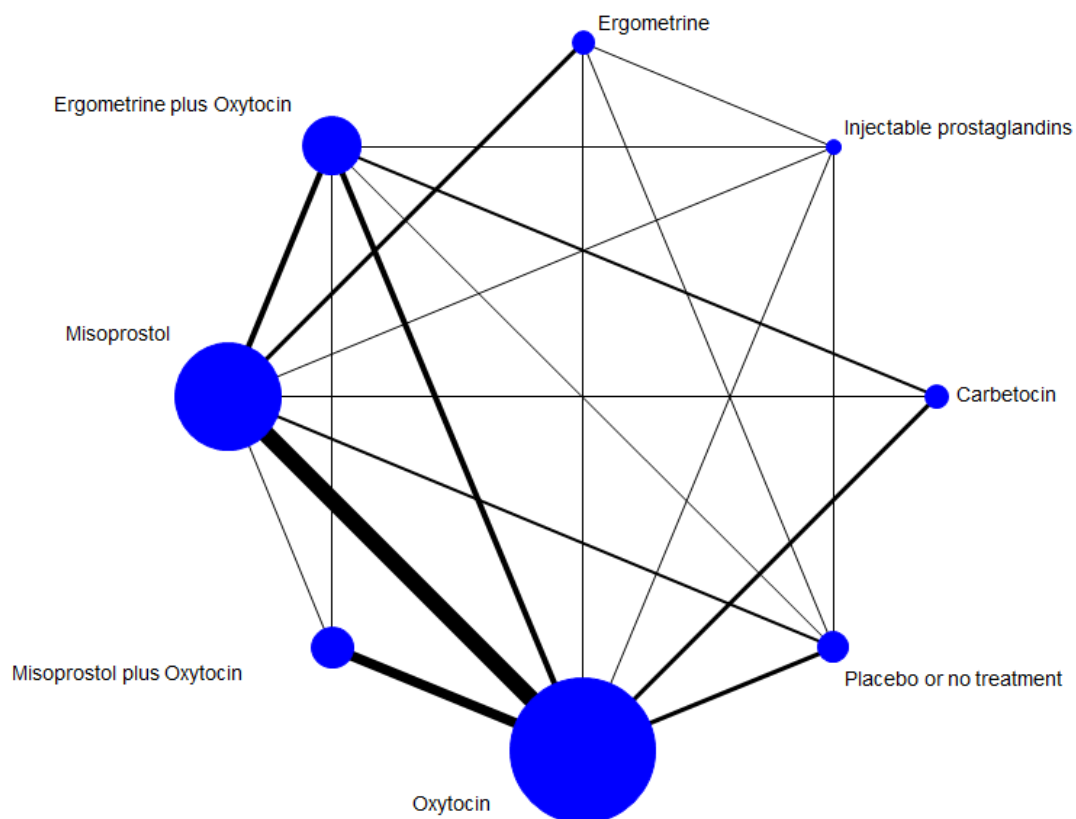 Ergometrine
Ergometrine plus Oxytocin
Injectable prostaglandins
Misoprostol
Carbetocin
Misoprostol plus Oxytocin
Placebo or no treatment
Oxytocin